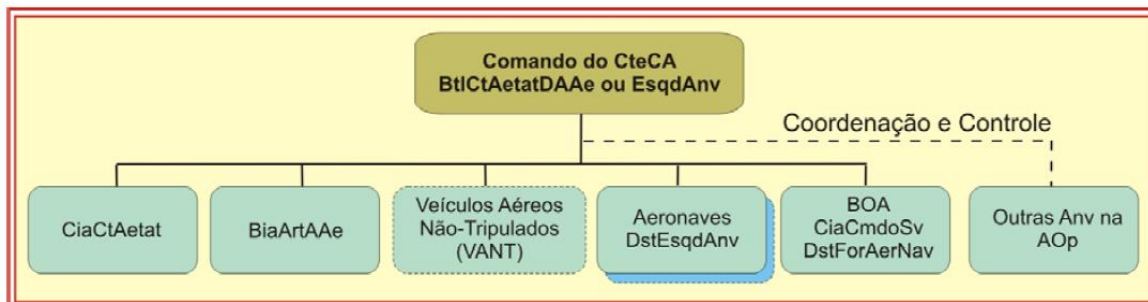 Comando do CteCA
BtlCtAetatDAAe ou EsqdAnv
Coordenação e Controle
CiaCtAetat
BiaArtAAe
Veículos Aéreos
Não-Tripulados
(VANT)
Aeronaves
DstEsqdAnv
BOA
CiaCmdoSv
DstForAerNav
Outras Anv na
AOp